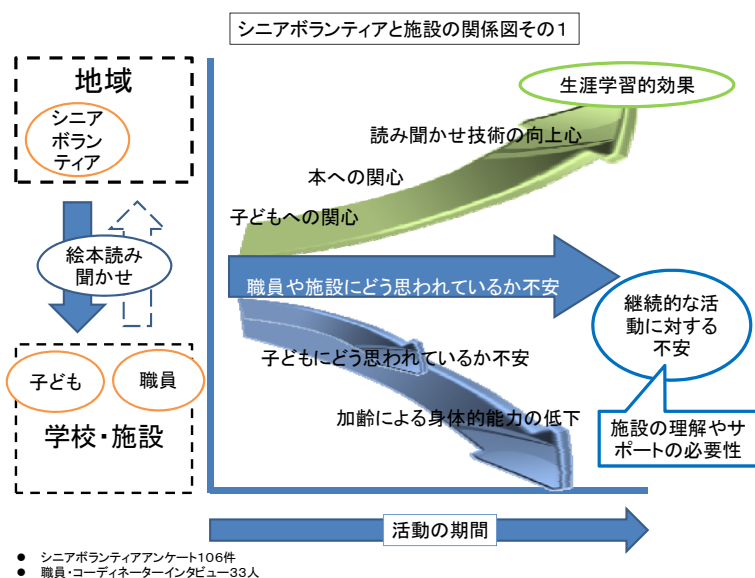 シニアボランティアと施設の関係図その１
地域
シニア
ボラン
ティア
絵本読み
聞かせ
子ども
職員
学校・施設
生涯学習的効果
読み聞かせ技術の向上心
本への関心
子どもへの関心
職員や施設にどう思われているか不安
子どもにどう思われているか不安
加齢による身体的能力の低下
継続的な活
動に対する
不安
施設の理解やサ
ポートの必要性
活動の期間
● シニアボランティアアンケート106件
● 職員・コーディネーターインタビュー33人